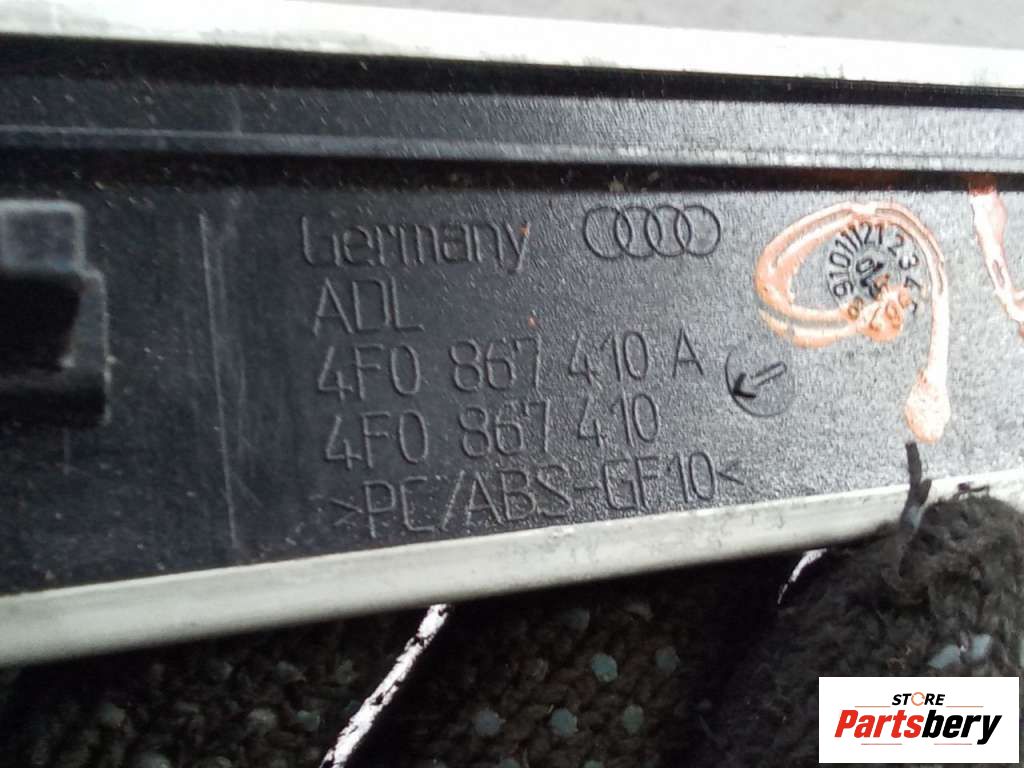 Germany
ADL
4F0 867 410 A
4F0 867 410
>PC/ABS-GF10<
STORE
Partsbery